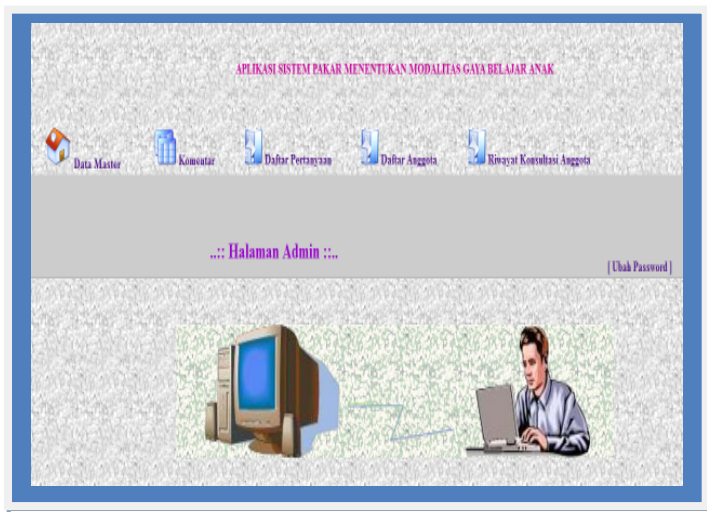 APLIKASI SISTEM PAKAR MENENTUKAN MODALITAS GAYA BELAJAR ANAK
Data Master Komentar Daftar Pertanyaan Daftar Anggota Riwayat Konsultasi Anggota
..:: Halaman Admin ::..
[ Ubah Password ]